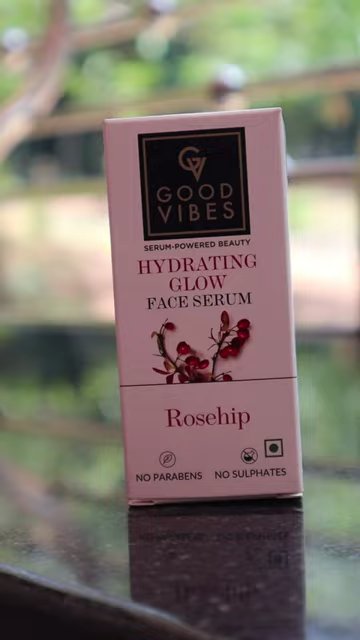 GV
GOOD
VIBES
SERUM-POWERED BEAUTY
HYDRATING
GLOW
FACE SERUM
Rosehip
NO PARABENS NO SULPHATES